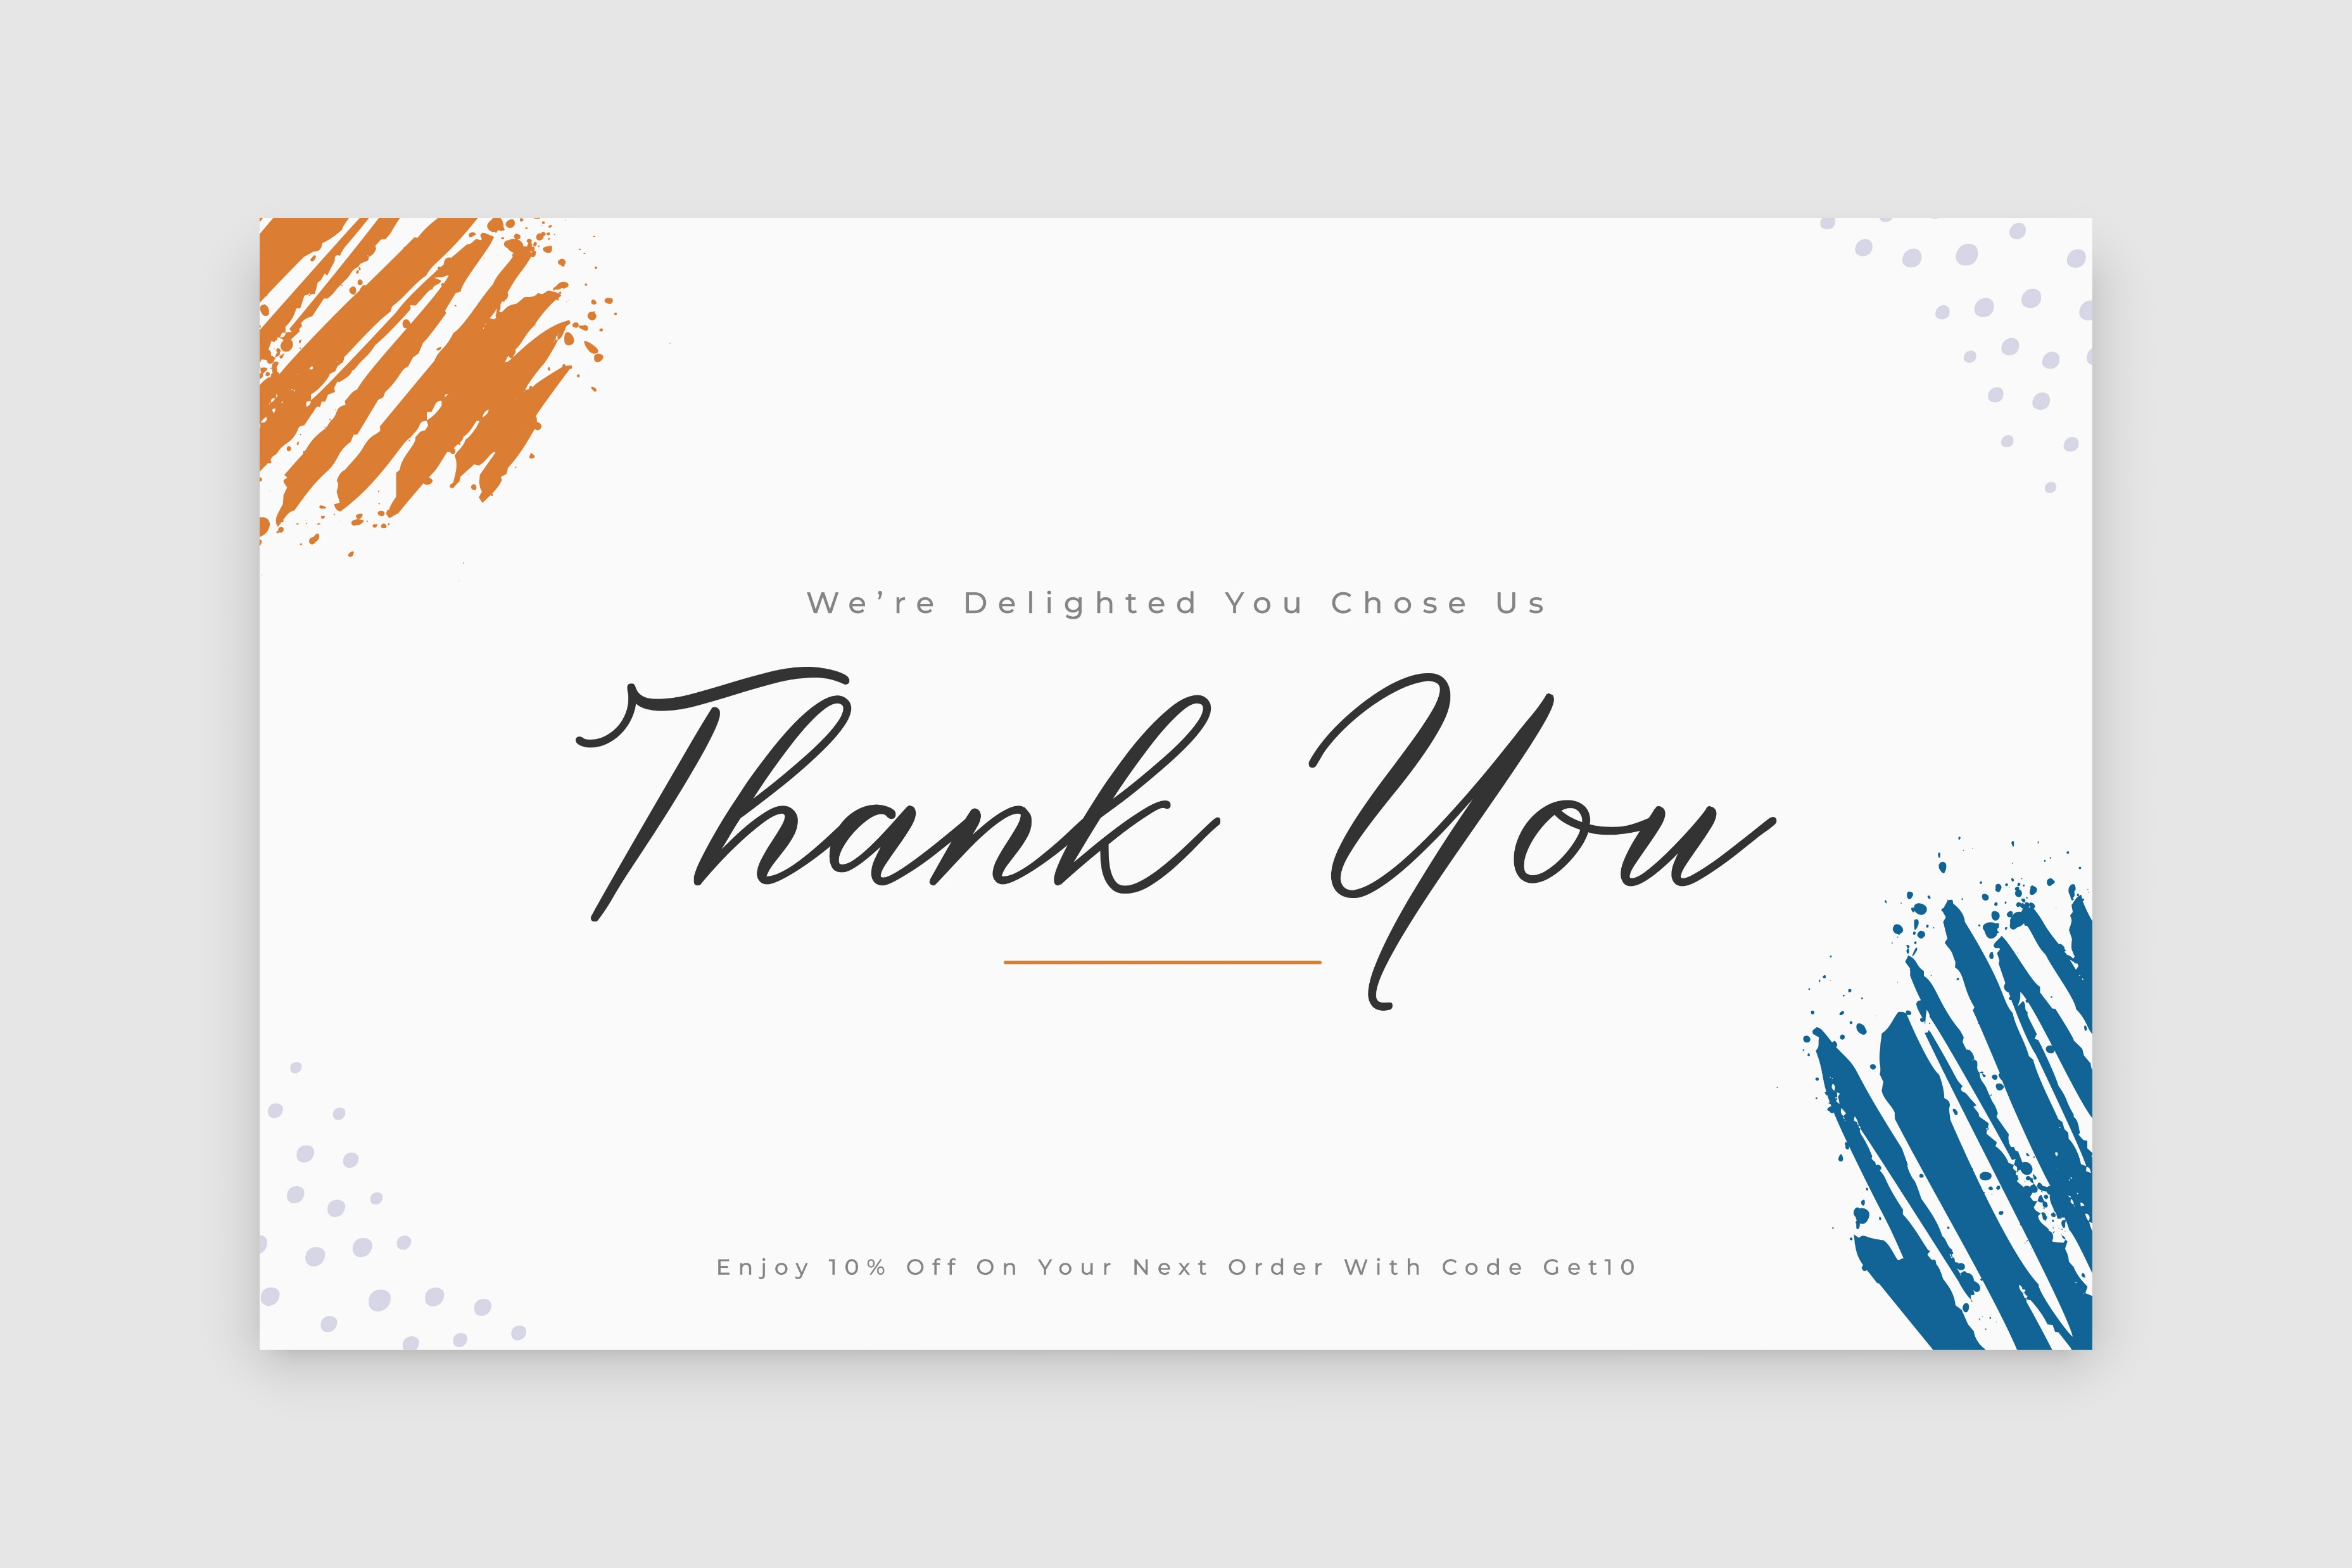 We’re Delighted You Chose Us
Thank You
Enjoy 10% Off On Your Next Order With Code Get10